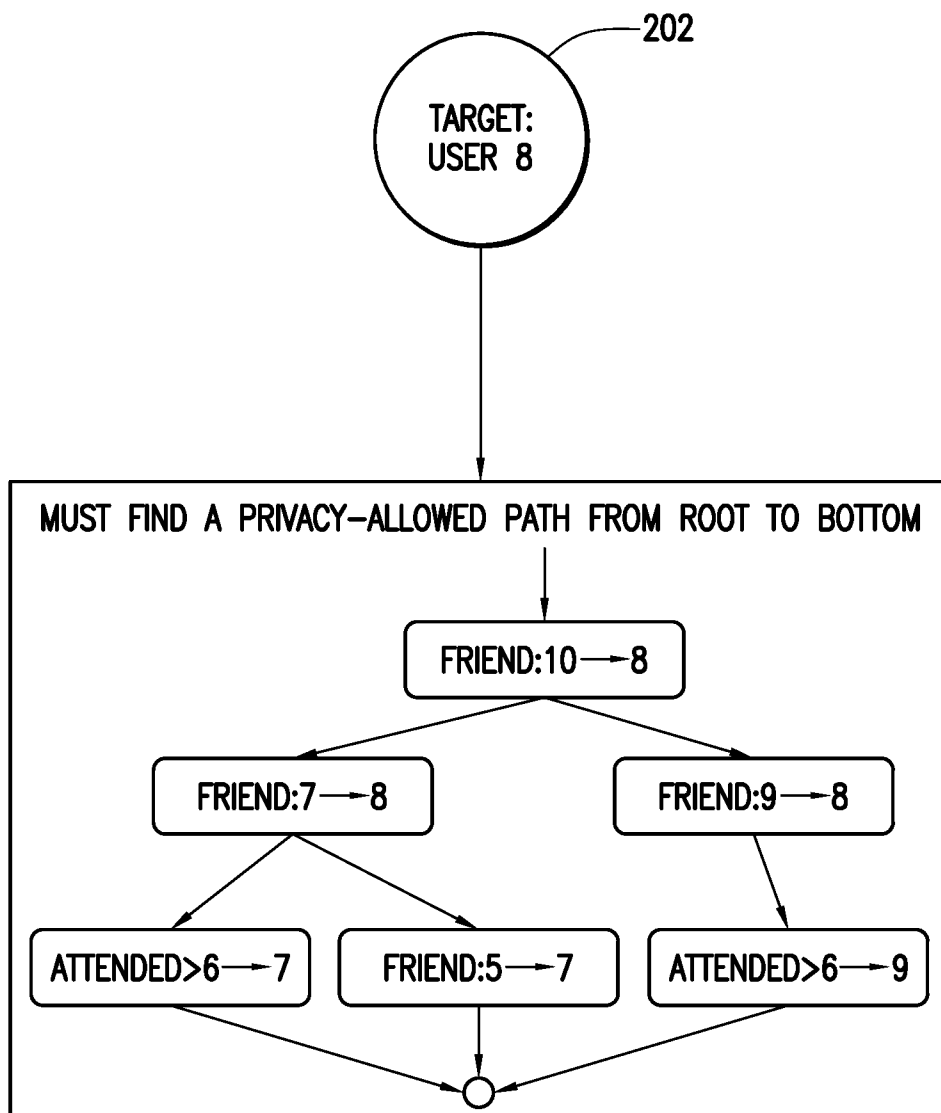 202
TARGET:
USER 8
MUST FIND A PRIVACY-ALLOWED PATH FROM ROOT TO BOTTOM
FRIEND:10→8
FRIEND:7→8
FRIEND:9→8
ATTENDED>6→7
FRIEND:5→7
ATTENDED>6→9